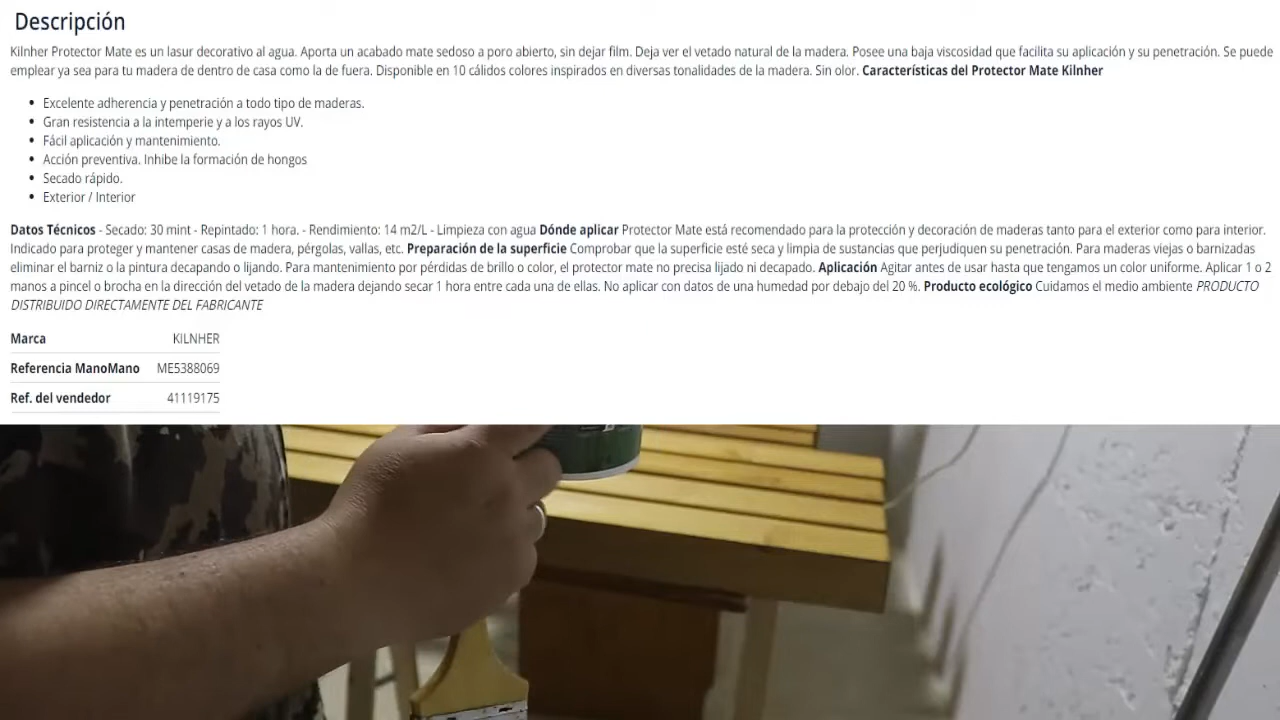 Descripción
Kilnher Protector Mate es un lasur decorativo al agua. Aporta un acabado mate sedoso a poro abierto, sin dejar film. Deja ver el vetado natural de la madera. Posee una baja viscosidad que facilita su aplicación y su penetración. Se puede
emplear ya sea para tu madera de dentro de casa como la de fuera. Disponible en 10 cálidos colores inspirados en diversas tonalidades de la madera. Sin olor. Características del Protector Mate Kilnher
• Excelente adherencia y penetración a todo tipo de maderas.
• Gran resistencia a la intemperie y a los rayos UV.
• Fácil aplicación y mantenimiento.
• Acción preventiva. Inhibe la formación de hongos
• Secado rápido.
• Exterior / Interior
Datos Técnicos - Secado: 30 mint - Repintado: 1 hora. - Rendimiento: 14 m2/L - Limpieza con agua Dónde aplicar Protector Mate está recomendado para la protección y decoración de maderas tanto para el exterior como para interior.
Indicado para proteger y mantener casas de madera, pérgolas, vallas, etc. Preparación de la superficie Comprobar que la superficie esté seca y limpia de sustancias que perjudiquen su penetración. Para maderas viejas o barnizadas
eliminar el barniz o la pintura decapando o lijando. Para mantenimiento por pérdidas de brillo o color, el protector mate no precisa lijado ni decapado. Aplicación Agitar antes de usar hasta que tengamos un color uniforme. Aplicar 1 o 2
manos a pincel o brocha en la dirección del vetado de la madera dejando secar 1 hora entre cada una de ellas. No aplicar con datos de una humedad por debajo del 20 %. Producto ecológico Cuidamos el medio ambiente PRODUCTO
DISTRIBUIDO DIRECTAMENTE DEL FABRICANTE
Marca KILNHER
Referencia ManoMano ME5388069
Ref. del vendedor 41119175